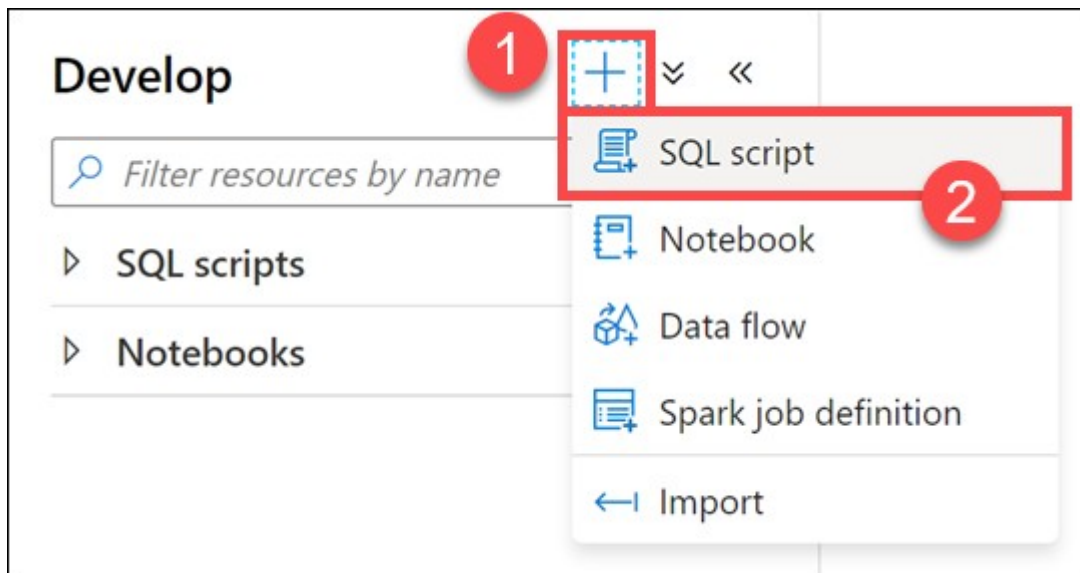 Develop
1
Filter resources by name
SQL script
2
SQL scripts
Notebook
Notebooks
Data flow
Spark job definition
Import